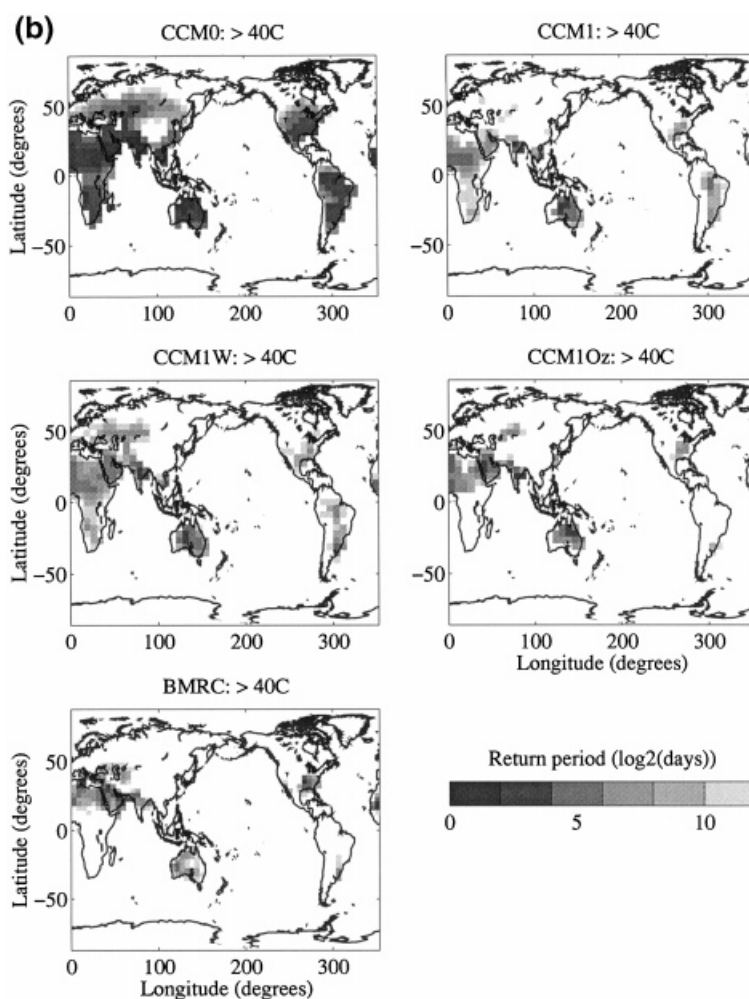 (b)
CCM0: > 40C
CCM1: > 40C
Latitude (degrees)
50
0
−50
0 100 200 300
50
0
−50
0 100 200 300
CCM1W: > 40C
CCM1Oz: > 40C
Latitude (degrees)
50
0
−50
0 100 200 300
Latitude (degrees)
50
0
−50
0 100 200 300
Longitude (degrees)
BMRC: > 40C
Latitude (degrees)
50
0
−50
0 100 200 300
Longitude (degrees)
Return period (log2(days))
0 5 10